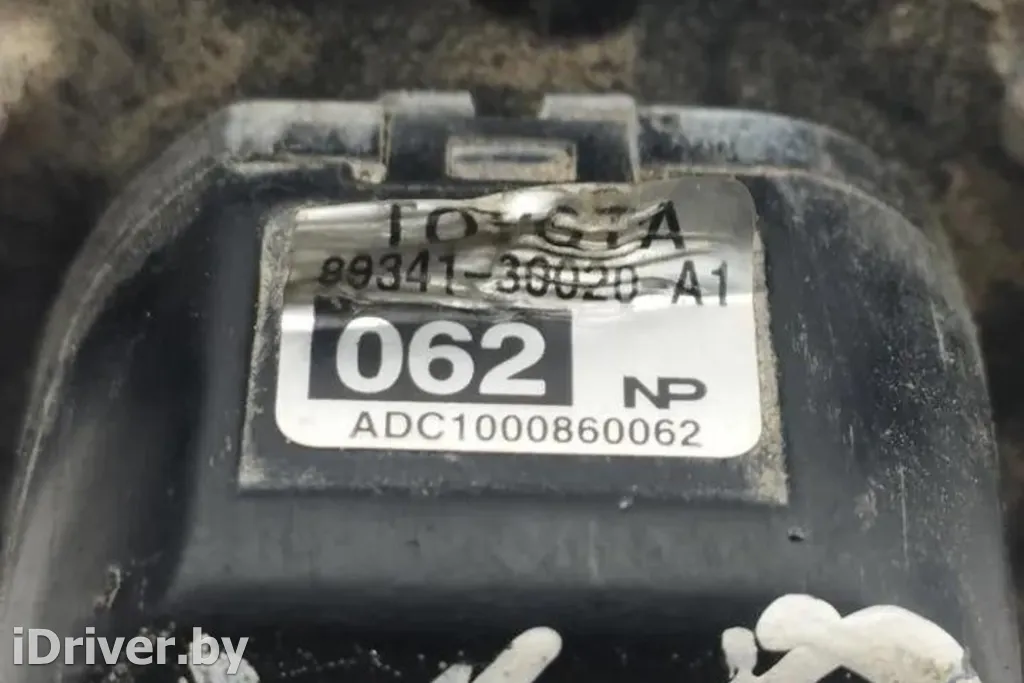 TOYOTA
89341-30020 A1
062
NP
ADC1000860062
iDriver.by